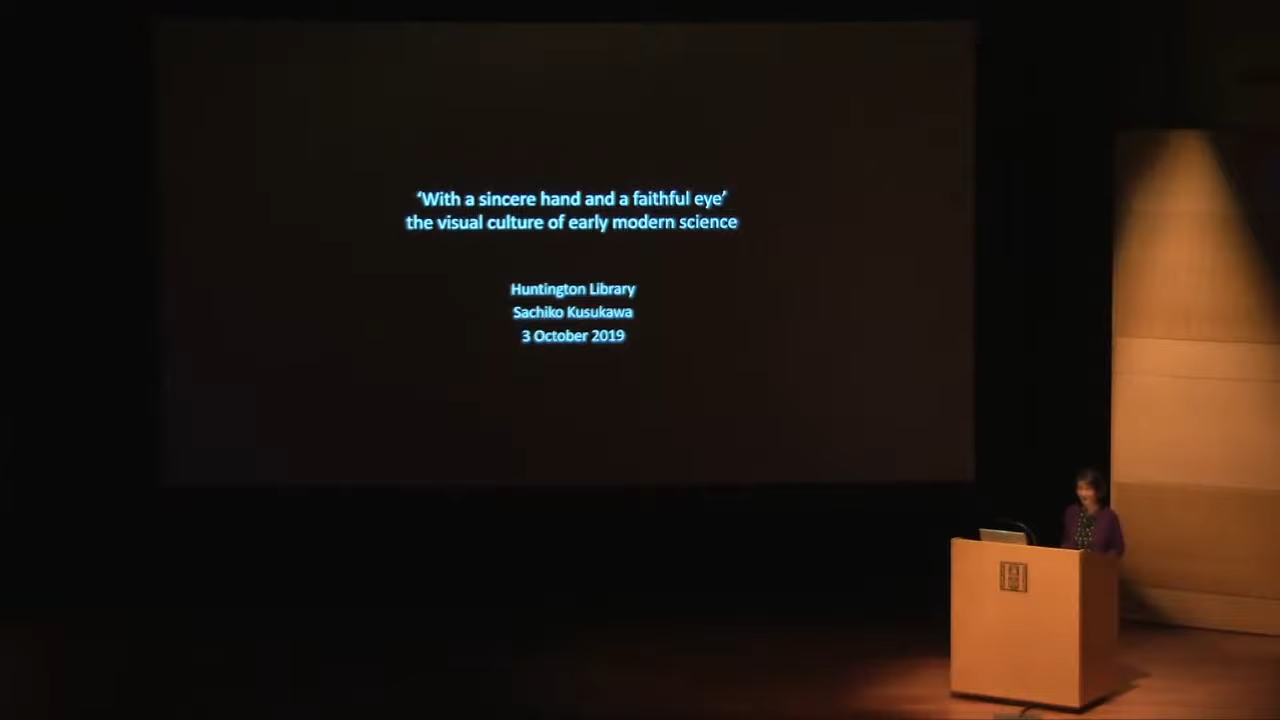 ‘With a sincere hand and a faithful eye’
the visual culture of early modern science
Huntington Library
Sachiko Kusukawa
3 October 2019